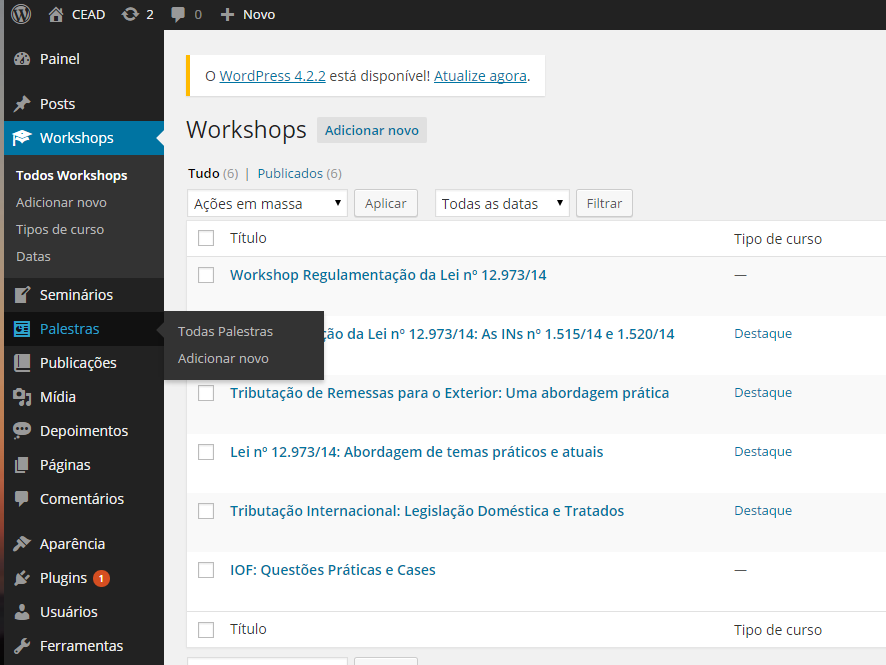 CEAD 2 0 Novo
Painel
Posts
Workshops
Todos Workshops
Adicionar novo
Tipos de curso
Datas
Seminários
Palestras
Todas Palestras
Adicionar novo
Publicações
Mídia
Depoimentos
Páginas
Comentários
Aparência
Plugins 1
Usuários
Ferramentas
O WordPress 4.2.2 está disponível! Atualize agora.
Workshops Adicionar novo
Tudo (6) | Publicados (6)
Ações em massa Aplicar Todas as datas Filtrar
Título Tipo de curso
Workshop Regulamentação da Lei nº 12.973/14 —
da Lei nº 12.973/14: As INs nº 1.515/14 e 1.520/14 Destaque
Tributação de Remessas para o Exterior: Uma abordagem prática Destaque
Lei nº 12.973/14: Abordagem de temas práticos e atuais Destaque
Tributação Internacional: Legislação Doméstica e Tratados Destaque
IOF: Questões Práticas e Cases —
Título Tipo de curso